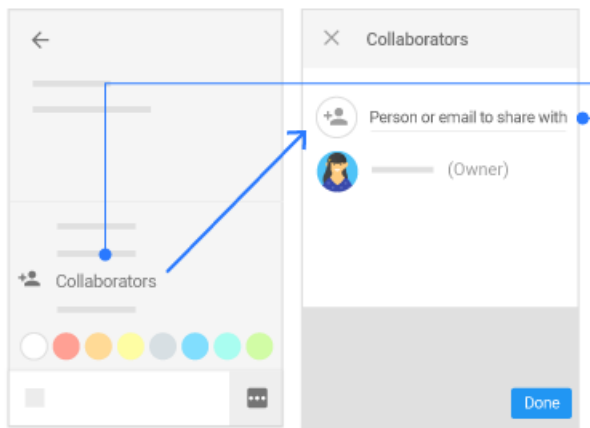 Collaborators
Collaborators
Person or email to share with
(Owner)
Done